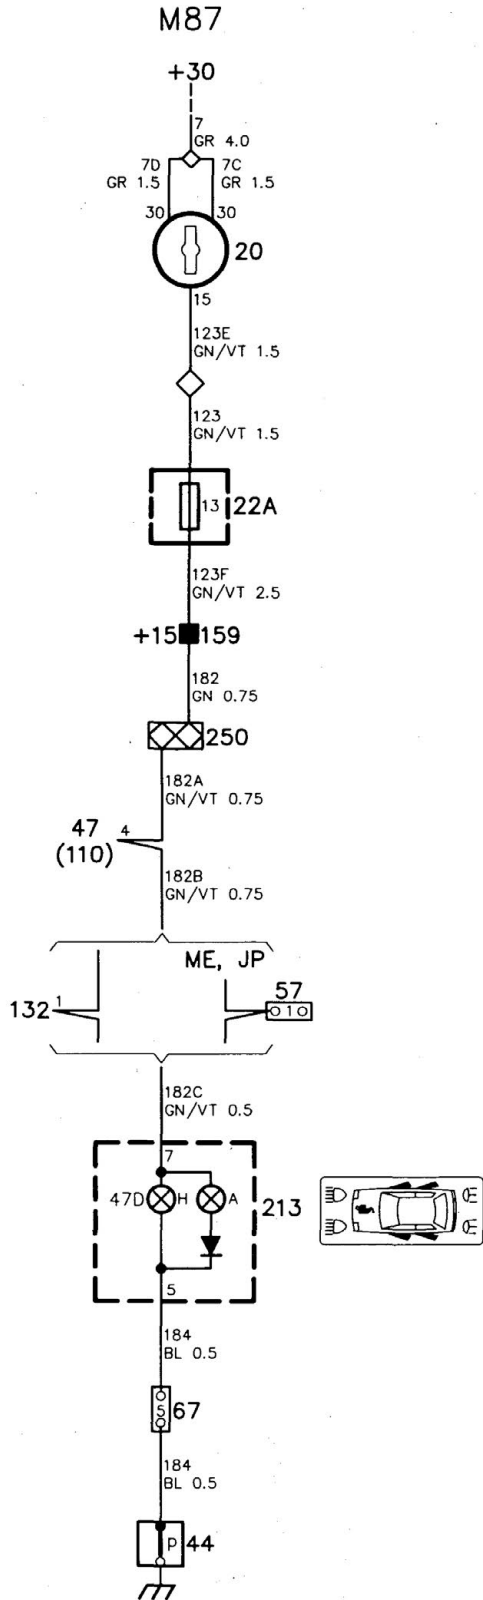 M87
+30
7
GR 4.0
7D
GR 1.5
7C
GR 1.5
30
30
20
15
123E
GN/VT 1.5
123
GN/VT 1.5
13
22A
123F
GN/VT 2.5
+15
159
182
GN 0.75
250
182A
GN/VT 0.75
47
(110)
4
182B
GN/VT 0.75
ME, JP
132
1
57
1
182C
GN/VT 0.5
7
47D
H
A
213
5
184
BL 0.5
5
67
184
BL 0.5
P
44